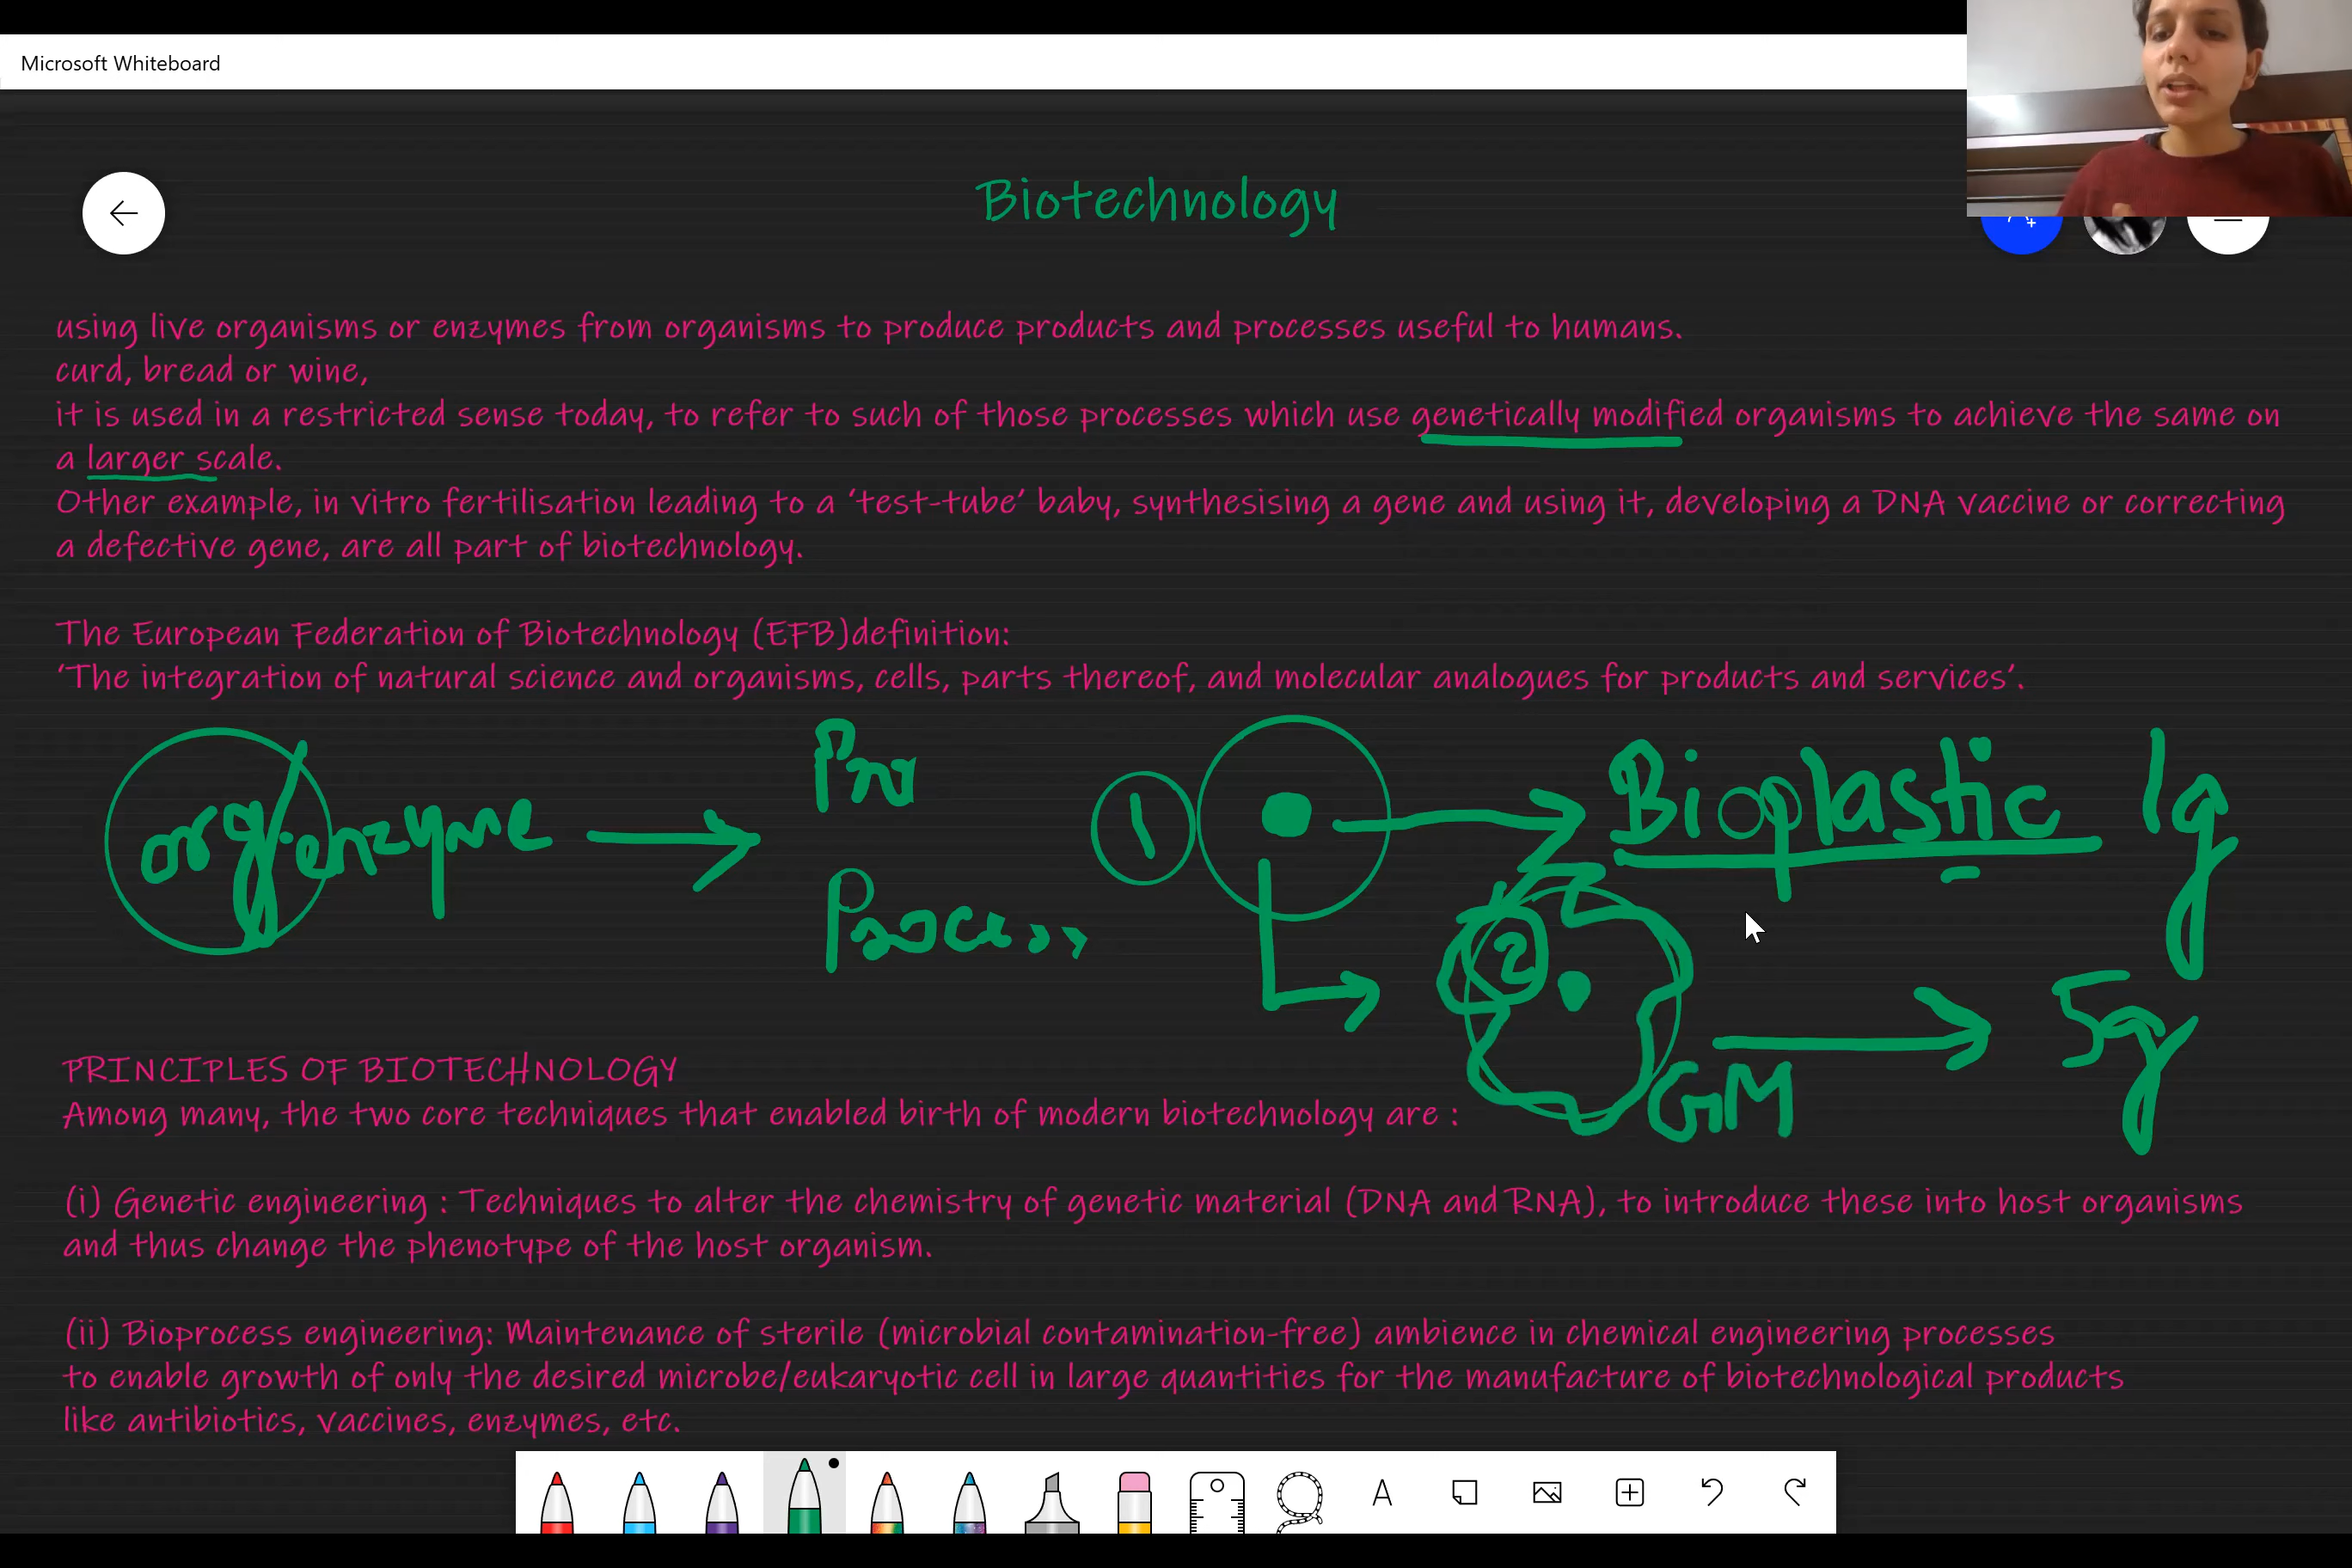 Microsoft Whiteboard
Biotechnology
using live organisms or enzymes from organisms to produce products and processes useful to humans.
curd, bread or wine,
it is used in a restricted sense today, to refer to such of those processes which use genetically modified organisms to achieve the same on
a larger scale.
Other example, in vitro fertilisation leading to a ‘test-tube’ baby, synthesising a gene and using it, developing a DNA vaccine or correcting
a defective gene, are all part of biotechnology.
The European Federation of Biotechnology (EFB)definition:
‘The integration of natural science and organisms, cells, parts thereof, and molecular analogues for products and services’.
org/enzyme
Process
1
Bioplastic 1g
2
GM
5g
PRINCIPLES OF BIOTECHNOLOGY
Among many, the two core techniques that enabled birth of modern biotechnology are :
(i) Genetic engineering : Techniques to alter the chemistry of genetic material (DNA and RNA), to introduce these into host organisms
and thus change the phenotype of the host organism.
(ii) Bioprocess engineering: Maintenance of sterile (microbial contamination-free) ambience in chemical engineering processes
to enable growth of only the desired microbe/eukaryotic cell in large quantities for the manufacture of biotechnological products
like antibiotics, vaccines, enzymes, etc.